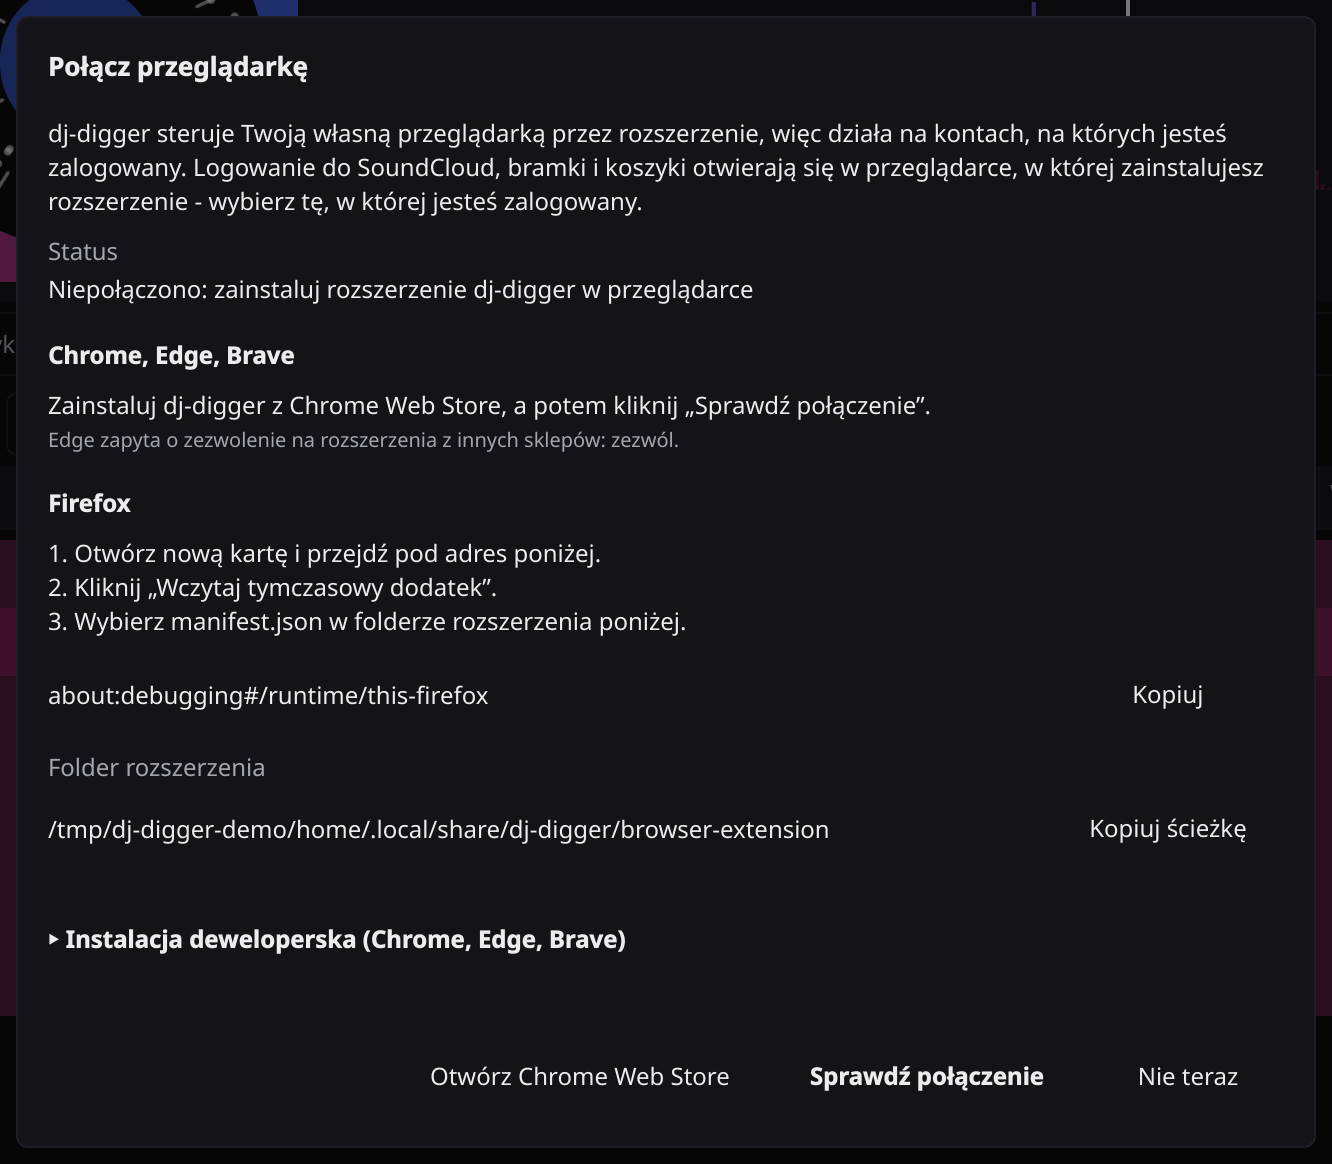 Połącz przeglądarkę
dj-digger steruje Twoją własną przeglądarką przez rozszerzenie, więc działa na kontach, na których jesteś
zalogowany. Logowanie do SoundCloud, bramki i koszyki otwierają się w przeglądarce, w której zainstalujesz
rozszerzenie - wybierz tę, w której jesteś zalogowany.
Status
Niepołączono: zainstaluj rozszerzenie dj-digger w przeglądarce
Chrome, Edge, Brave
Zainstaluj dj-digger z Chrome Web Store, a potem kliknij „Sprawdź połączenie”.
Edge zapyta o zezwolenie na rozszerzenia z innych sklepów: zezwól.
Firefox
1. Otwórz nową kartę i przejdź pod adres poniżej.
2. Kliknij „Wczytaj tymczasowy dodatek”.
3. Wybierz manifest.json w folderze rozszerzenia poniżej.
about:debugging#/runtime/this-firefox
Kopiuj
Folder rozszerzenia
/tmp/dj-digger-demo/home/.local/share/dj-digger/browser-extension
Kopiuj ścieżkę
▸ Instalacja deweloperska (Chrome, Edge, Brave)
Otwórz Chrome Web Store
Sprawdź połączenie
Nie teraz